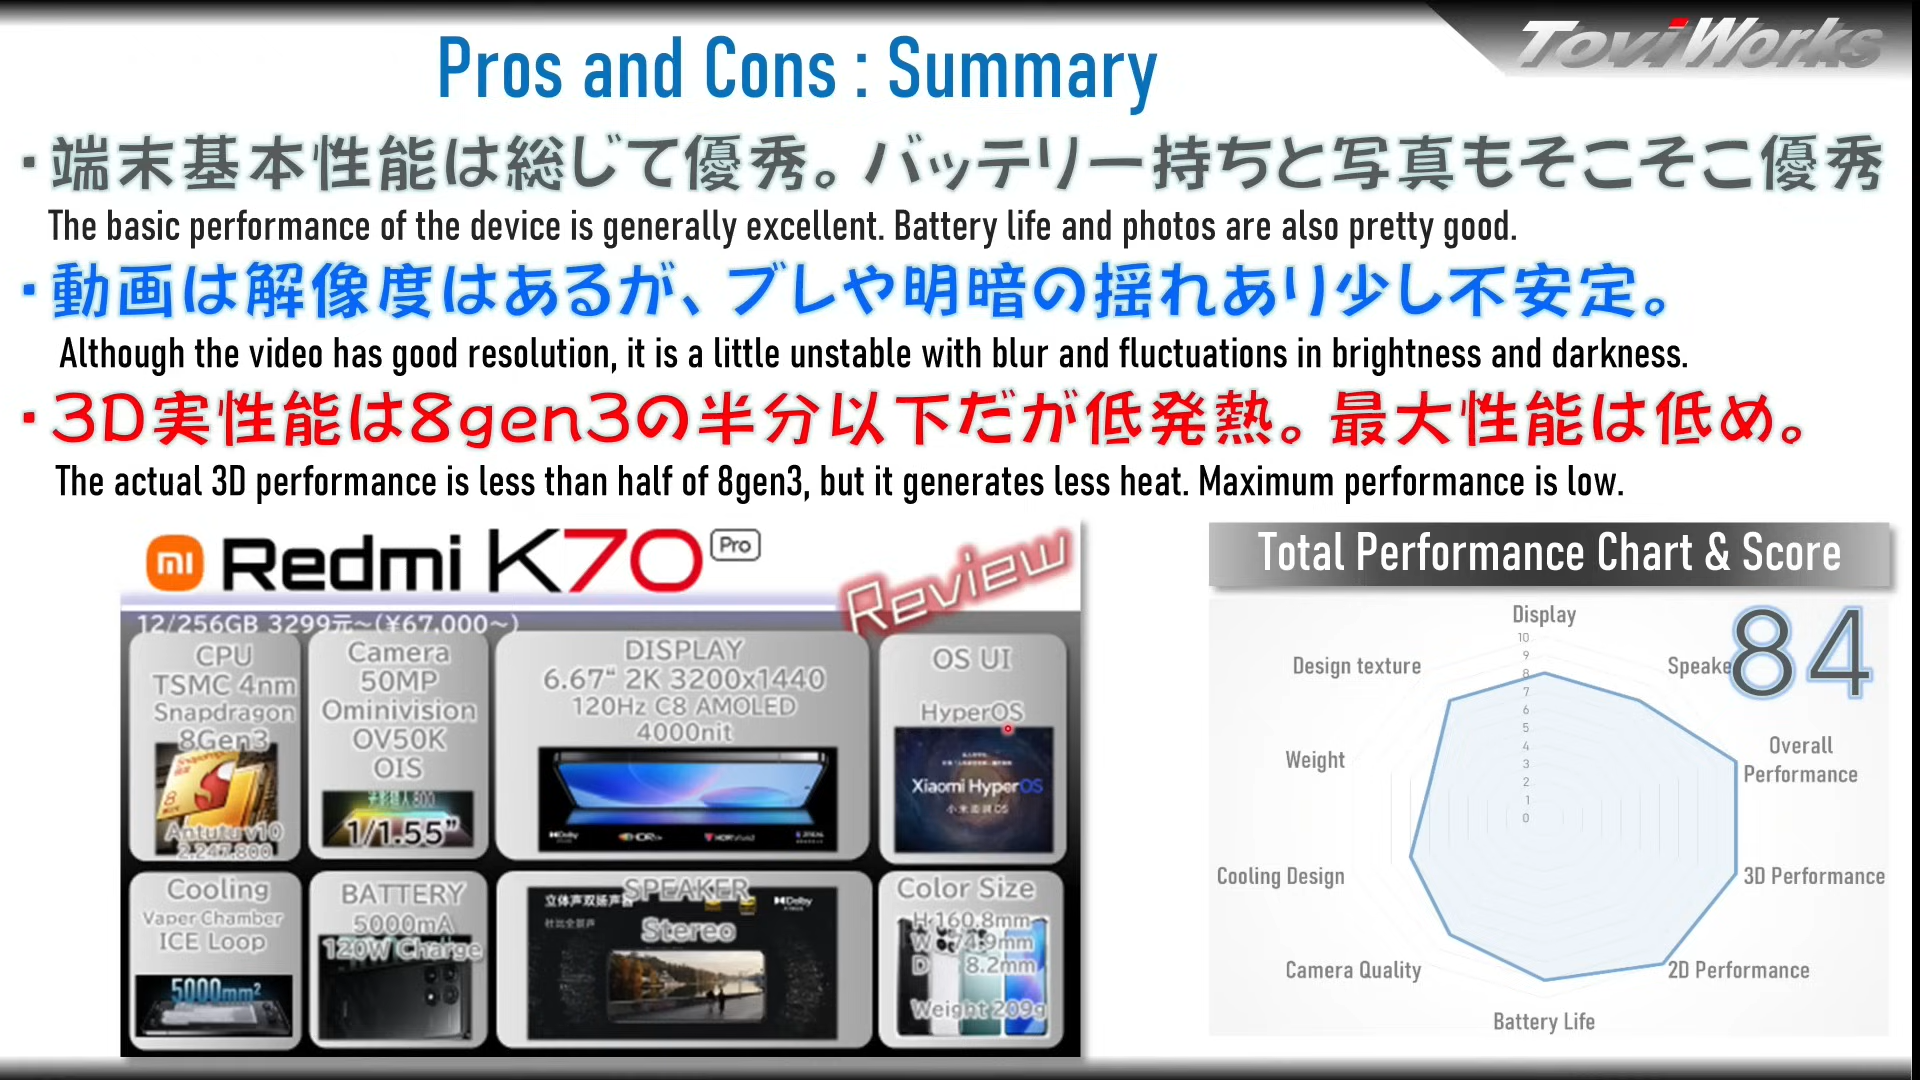 ToviWorks
Pros and Cons : Summary
・端末基本性能は総じて優秀。バッテリー持ちと写真もそこそこ優秀
The basic performance of the device is generally excellent. Battery life and photos are also pretty good.
・動画は解像度はあるが、ブレや明暗の揺れあり少し不安定。
Although the video has good resolution, it is a little unstable with blur and fluctuations in brightness and darkness.
・3D実性能は8gen3の半分以下だが低発熱。最大性能は低め。
The actual 3D performance is less than half of 8gen3, but it generates less heat. Maximum performance is low.
mi Redmi K70 Pro
Review
12/256GB 3299元~(¥67,000~)
CPU
TSMC 4nm
Snapdragon
8Gen3
Antutu v10
2,247,800
Camera
50MP
Ominivision
OV50K
OIS
1/1.55"
DISPLAY
6.67" 2K 3200x1440
120Hz C8 AMOLED
4000nit
OS UI
HyperOS
Xiaomi HyperOS
Cooling
Vaper Chamber
ICE Loop
5000mm²
BATTERY
5000mA
120W Charge
SPEAKER
立体声双扬声器
Dolby
Stereo
Color Size
H 160.8mm
W 74.9mm
D 8.2mm
Weight 209g
Total Performance Chart & Score
84
Display
Speake
Overall
Performance
3D Performance
2D Performance
Battery Life
Camera Quality
Cooling Design
Weight
Design texture
10
9
8
7
6
5
4
3
2
1
0